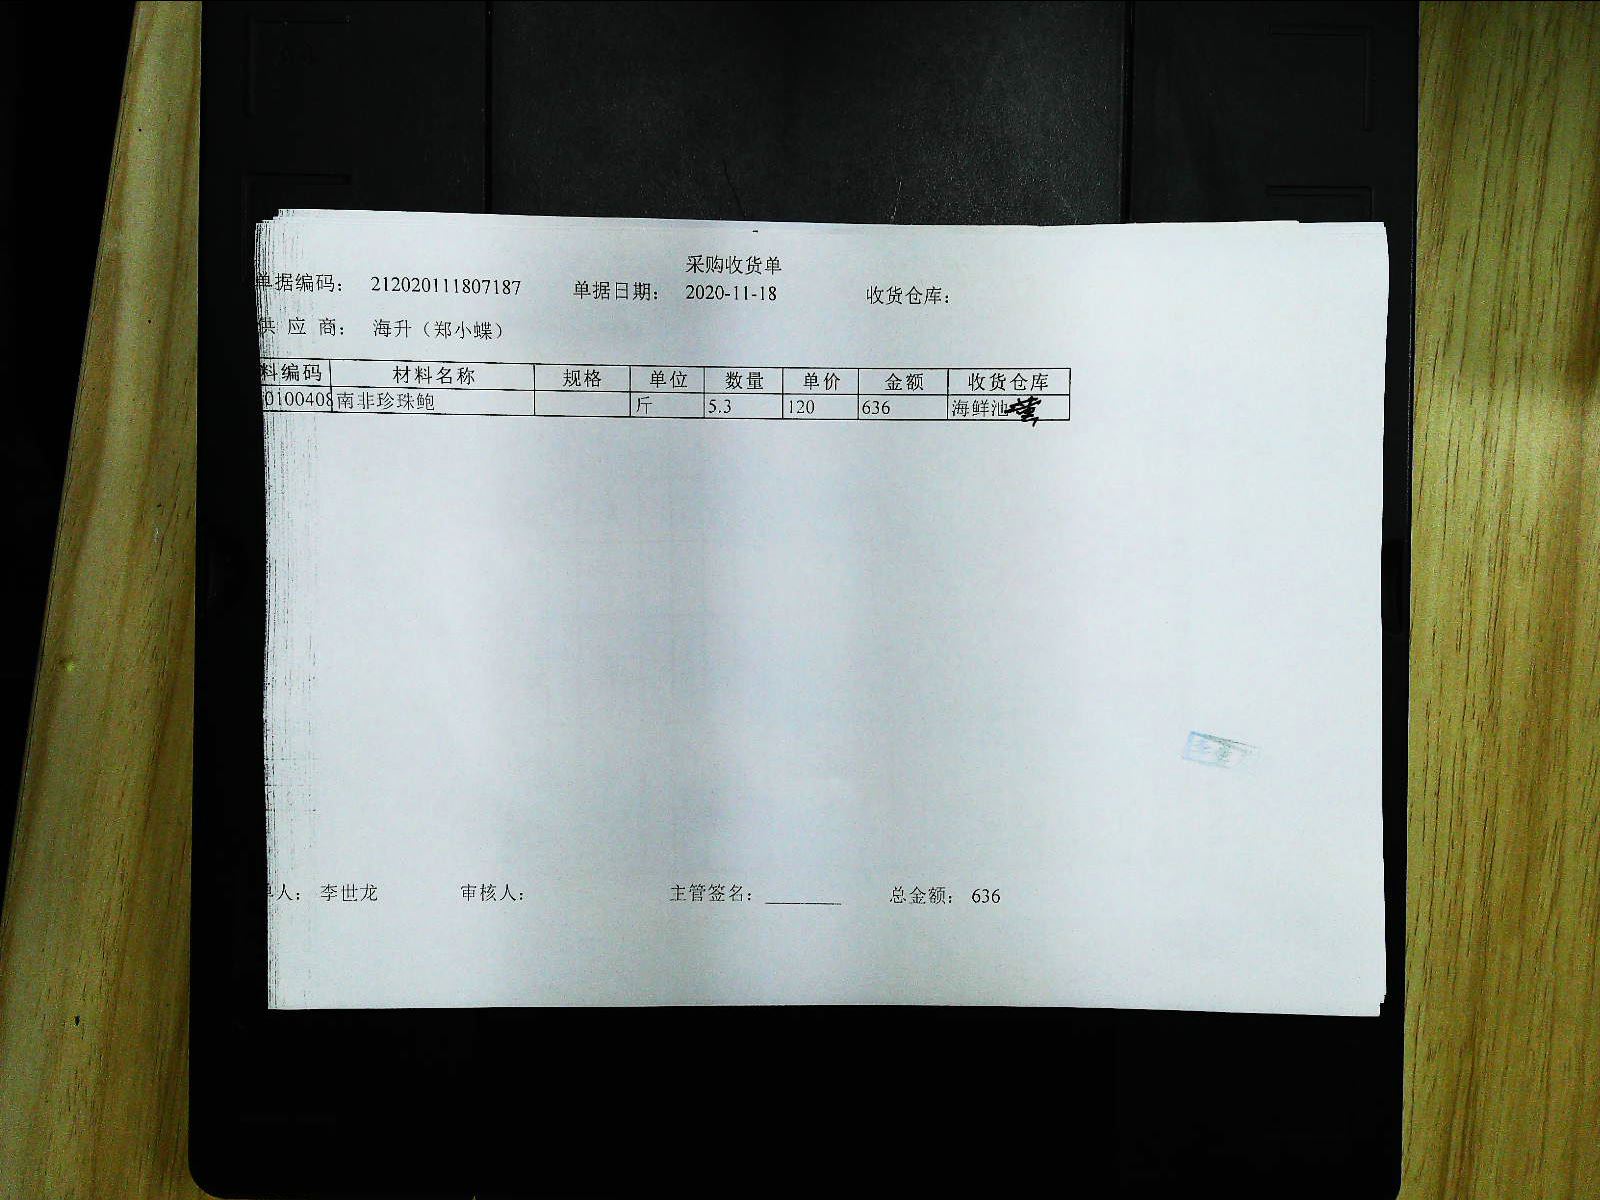 采购收货单
单据编码： 212020111807187 单据日期： 2020-11-18 收货仓库：
供 应 商： 海升（郑小蝶）
料编码 材料名称 规格 单位 数量 单价 金额 收货仓库
0100408 南非珍珠鲍 斤 5.3 120 636 海鲜池
人： 李世龙 审核人： 主管签名： ________ 总金额： 636